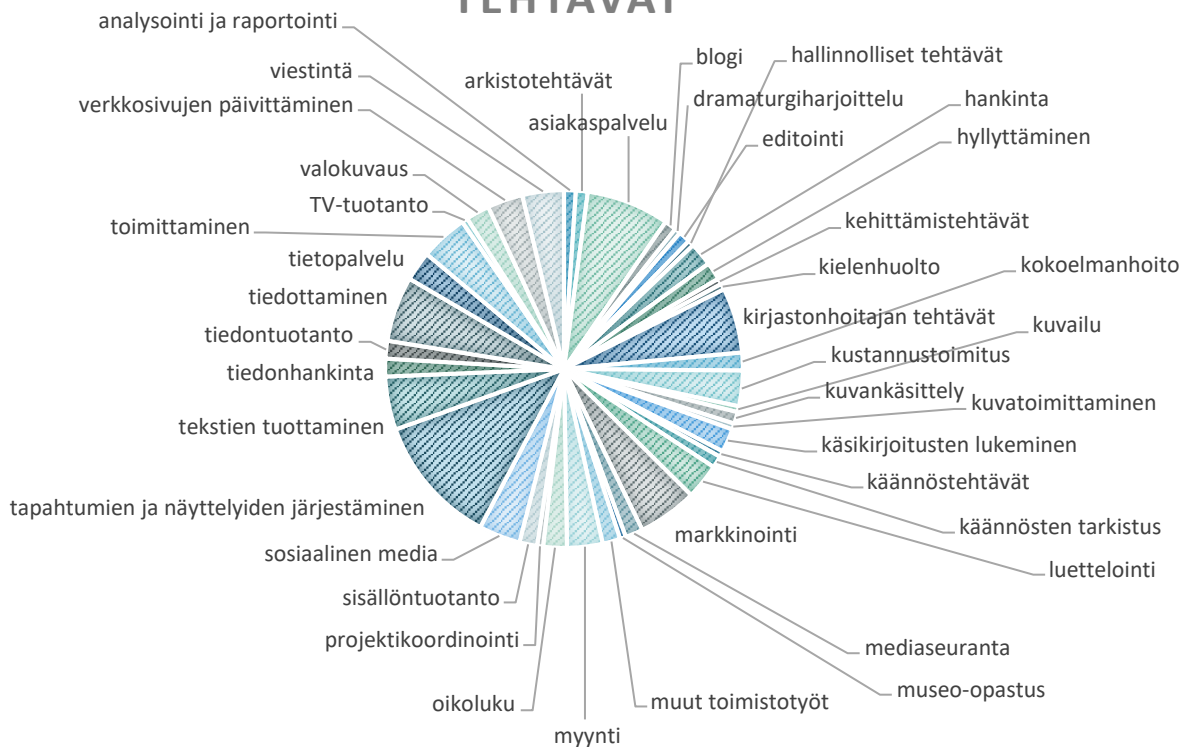 TEHTÄVÄT
analysointi ja raportointi
viestintä
verkkosivujen päivittäminen
valokuvaus
TV-tuotanto
toimittaminen
tietopalvelu
tiedottaminen
tiedontuotanto
tiedonhankinta
tekstien tuottaminen
tapahtumien ja näyttelyiden järjestäminen
sosiaalinen media
sisällöntuotanto
projektikoordinointi
oikoluku
myynti
arkistotehtävät
asiakaspalvelu
blogi
dramaturgiharjoittelu
editointi
hallinnolliset tehtävät
hankinta
hyllyttäminen
kehittämistehtävät
kielenhuolto
kirjastonhoitajan tehtävät
kokoelmanhoito
kustannustoimitus
kuvailu
kuvankäsittely
kuvatoimittaminen
käsikirjoitusten lukeminen
käännöstehtävät
käännösten tarkistus
luettelointi
markkinointi
mediaseuranta
museo-opastus
muut toimistotyöt